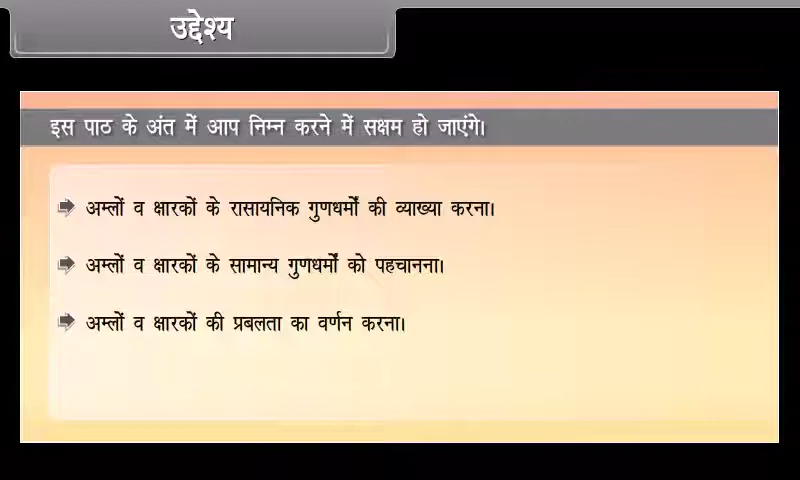 उद्देश्य
इस पाठ के अंत में आप निम्न करने में सक्षम हो जाएंगे।
अम्लों व क्षारकों के रासायनिक गुणधर्मों की व्याख्या करना।
अम्लों व क्षारकों के सामान्य गुणधर्मों को पहचानना।
अम्लों व क्षारकों की प्रबलता का वर्णन करना।